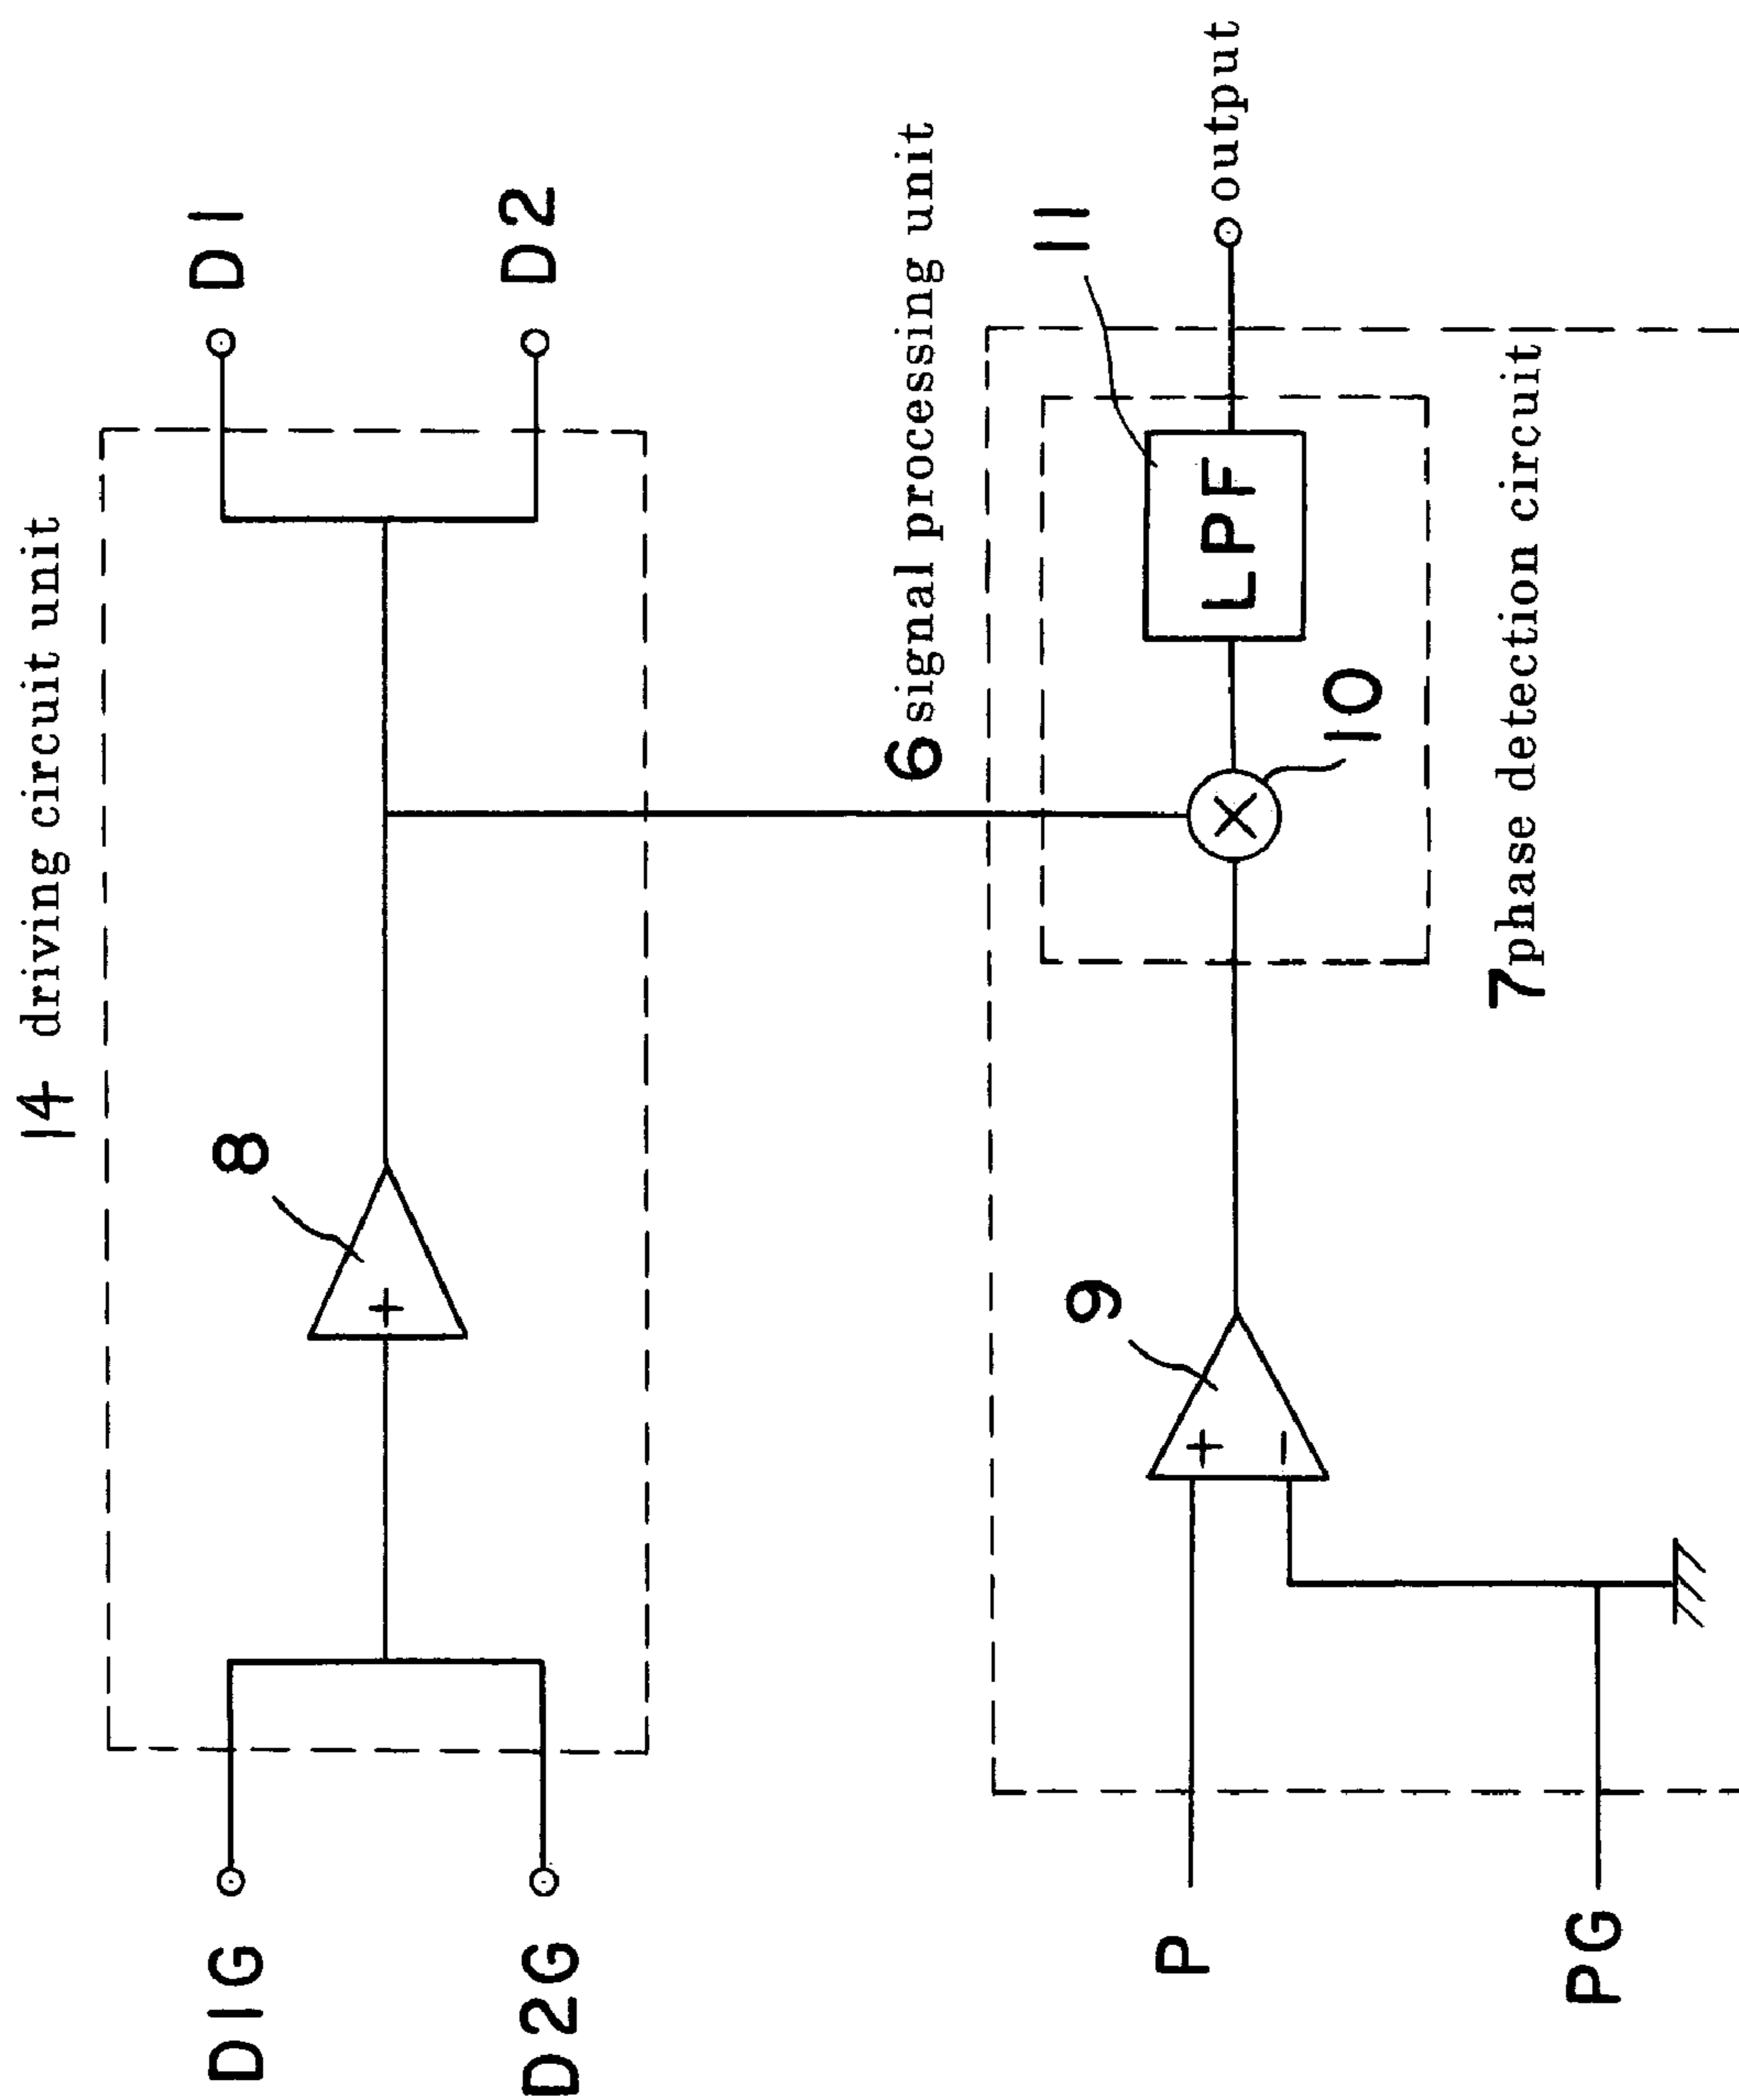 14 driving circuit unit
8
D1G
D2G
D1
D2
+
6 signal processing unit
9
P
PG
+
−
10
11
LPF
output
7 phase detection circuit